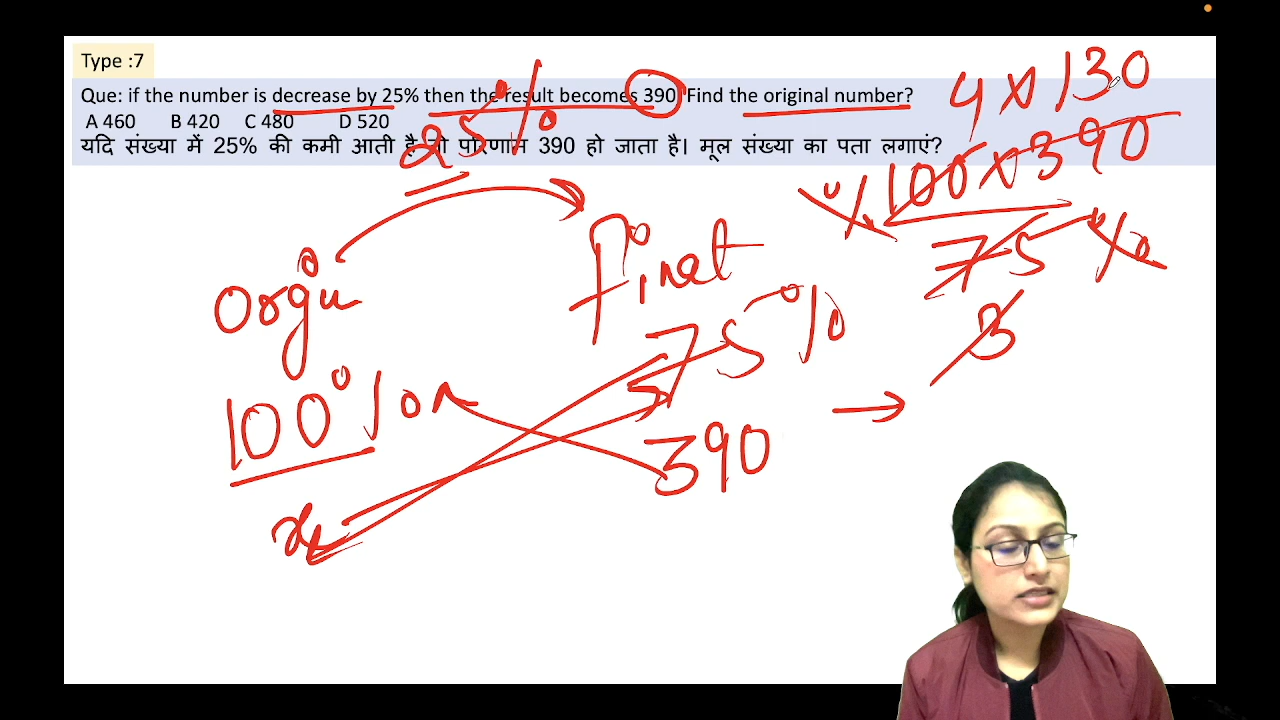 Type :7
Que: if the number is decrease by 25% then the result becomes 390. Find the original number?
A 460 B 420 C 480 D 520
यदि संख्या में 25% की कमी आती है तो परिणाम 390 हो जाता है। मूल संख्या का पता लगाएं?
25%
4 x 130
% 100 x 390
75 %
3
Final
75 %
100 %
390
x